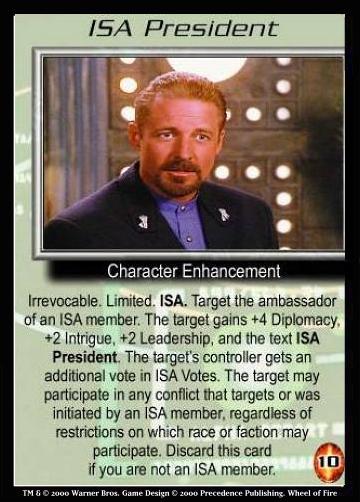 ISA President
Character Enhancement
Irrevocable. Limited. ISA. Target the ambassador
of an ISA member. The target gains +4 Diplomacy,
+2 Intrigue, +2 Leadership, and the text ISA
President. The target's controller gets an
additional vote in ISA Votes. The target may
participate in any conflict that targets or was
initiated by an ISA member, regardless of
restrictions on which race or faction may
participate. Discard this card
if you are not an ISA member.
10
TM & © 2000 Warner Bros. Game Design © 2000 Precedence Publishing. Wheel of Fire